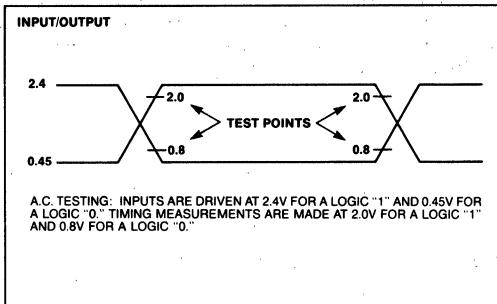 INPUT/OUTPUT
2.4
2.0
2.0
TEST POINTS
0.8
0.8
0.45
A.C. TESTING: INPUTS ARE DRIVEN AT 2.4V FOR A LOGIC "1" AND 0.45V FOR
A LOGIC "0." TIMING MEASUREMENTS ARE MADE AT 2.0V FOR A LOGIC "1"
AND 0.8V FOR A LOGIC "0."